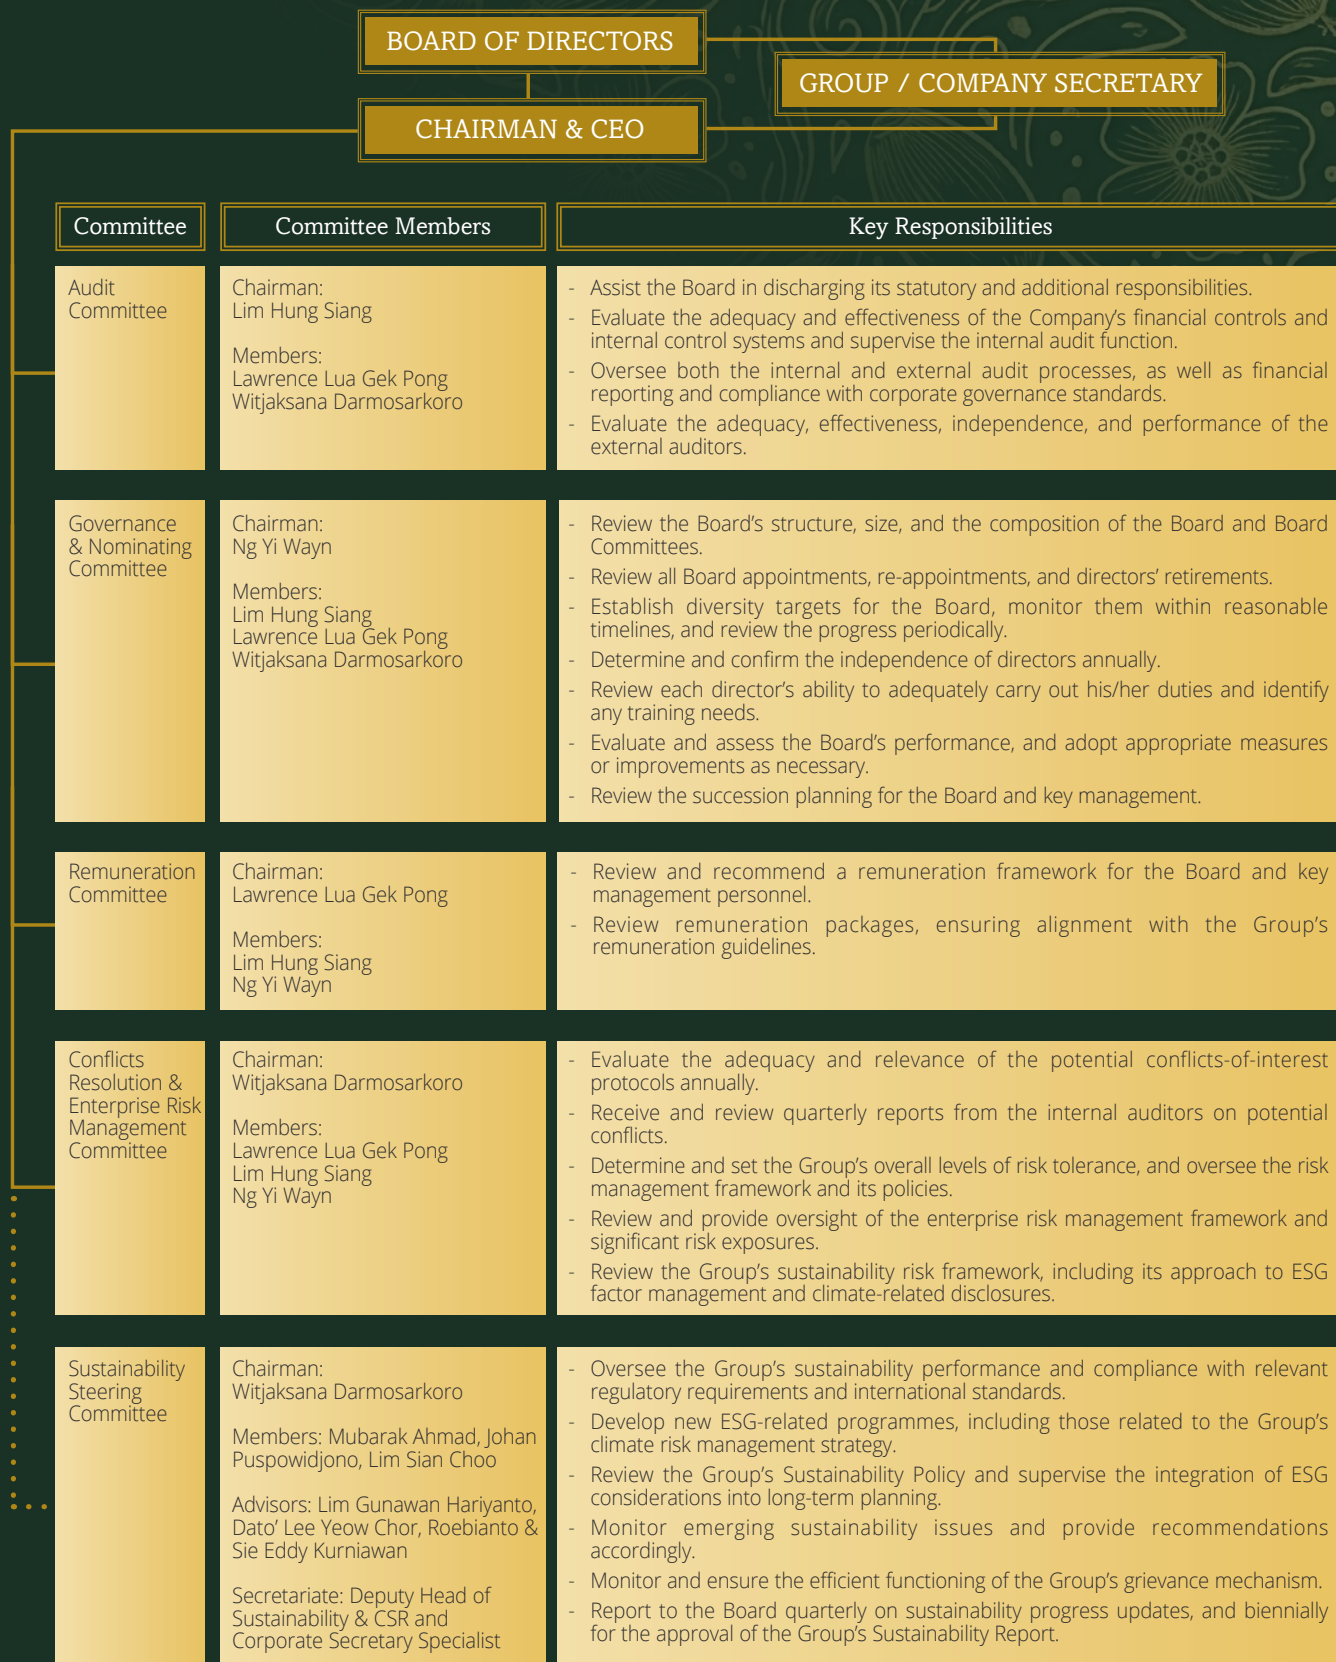 BOARD OF DIRECTORS
GROUP / COMPANY SECRETARY
CHAIRMAN & CEO
Committee
Committee Members
Key Responsibilities
Audit
Committee
Chairman:
Lim Hung Siang
Members:
Lawrence Lua Gek Pong
Witjaksana Darmosarkoro
- Assist the Board in discharging its statutory and additional responsibilities.
- Evaluate the adequacy and effectiveness of the Company’s financial controls and
internal control systems and supervise the internal audit function.
- Oversee both the internal and external audit processes, as well as financial
reporting and compliance with corporate governance standards.
- Evaluate the adequacy, effectiveness, independence, and performance of the
external auditors.
Governance
& Nominating
Committee
Chairman:
Ng Yi Wayn
Members:
Lim Hung Siang
Lawrence Lua Gek Pong
Witjaksana Darmosarkoro
- Review the Board’s structure, size, and the composition of the Board and Board
Committees.
- Review all Board appointments, re-appointments, and directors’ retirements.
- Establish diversity targets for the Board, monitor them within reasonable
timelines, and review the progress periodically.
- Determine and confirm the independence of directors annually.
- Review each director’s ability to adequately carry out his/her duties and identify
any training needs.
- Evaluate and assess the Board’s performance, and adopt appropriate measures
or improvements as necessary.
- Review the succession planning for the Board and key management.
Remuneration
Committee
Chairman:
Lawrence Lua Gek Pong
Members:
Lim Hung Siang
Ng Yi Wayn
- Review and recommend a remuneration framework for the Board and key
management personnel.
- Review remuneration packages, ensuring alignment with the Group’s
remuneration guidelines.
Conflicts
Resolution &
Enterprise Risk
Management
Committee
Chairman:
Witjaksana Darmosarkoro
Members:
Lawrence Lua Gek Pong
Lim Hung Siang
Ng Yi Wayn
- Evaluate the adequacy and relevance of the potential conflicts-of-interest
protocols annually.
- Receive and review quarterly reports from the internal auditors on potential
conflicts.
- Determine and set the Group’s overall levels of risk tolerance, and oversee the risk
management framework and its policies.
- Review and provide oversight of the enterprise risk management framework and
significant risk exposures.
- Review the Group’s sustainability risk framework, including its approach to ESG
factor management and climate-related disclosures.
Sustainability
Steering
Committee
Chairman:
Witjaksana Darmosarkoro
Members: Mubarak Ahmad, Johan
Puspowidjono, Lim Sian Choo
Advisors: Lim Gunawan Hariyanto,
Dato’ Lee Yeow Chor, Roebianto &
Sie Eddy Kurniawan
Secretariate: Deputy Head of
Sustainability & CSR and
Corporate Secretary Specialist
- Oversee the Group’s sustainability performance and compliance with relevant
regulatory requirements and international standards.
- Develop new ESG-related programmes, including those related to the Group’s
climate risk management strategy.
- Review the Group’s Sustainability Policy and supervise the integration of ESG
considerations into long-term planning.
- Monitor emerging sustainability issues and provide recommendations
accordingly.
- Monitor and ensure the efficient functioning of the Group’s grievance mechanism.
- Report to the Board quarterly on sustainability progress updates, and biennially
for the approval of the Group’s Sustainability Report.